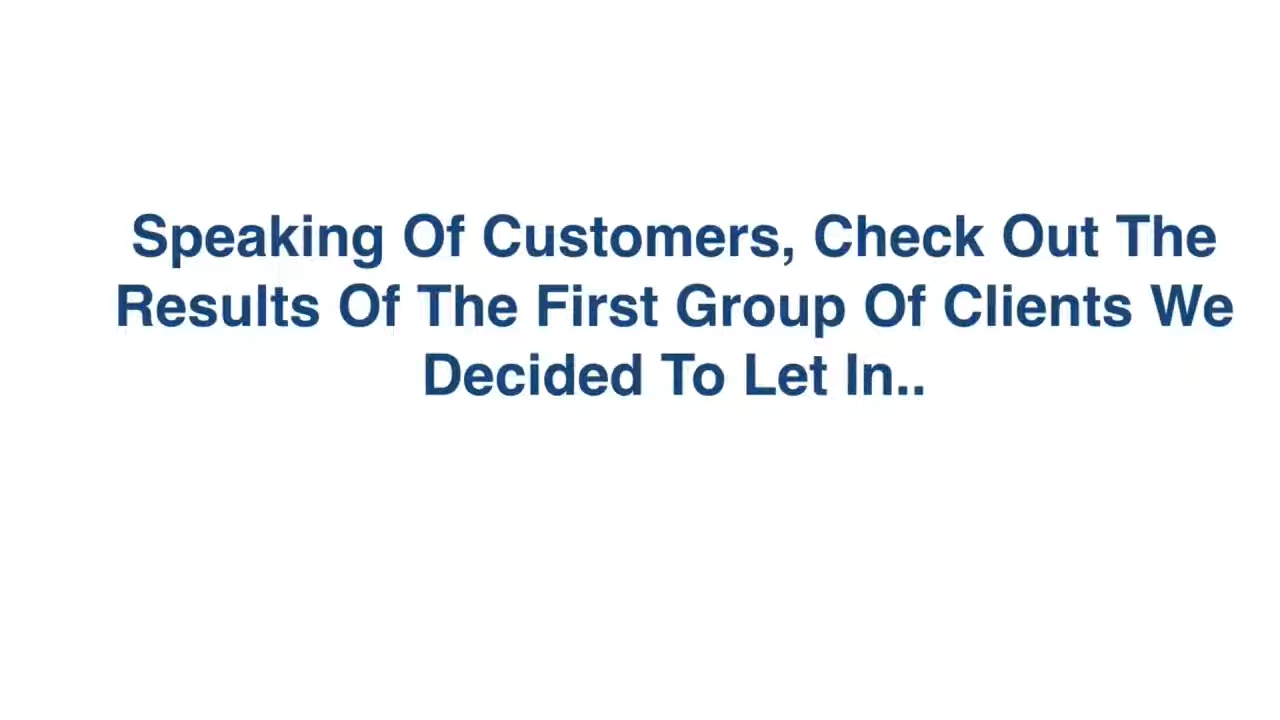 Speaking Of Customers, Check Out The
Results Of The First Group Of Clients We
Decided To Let In..